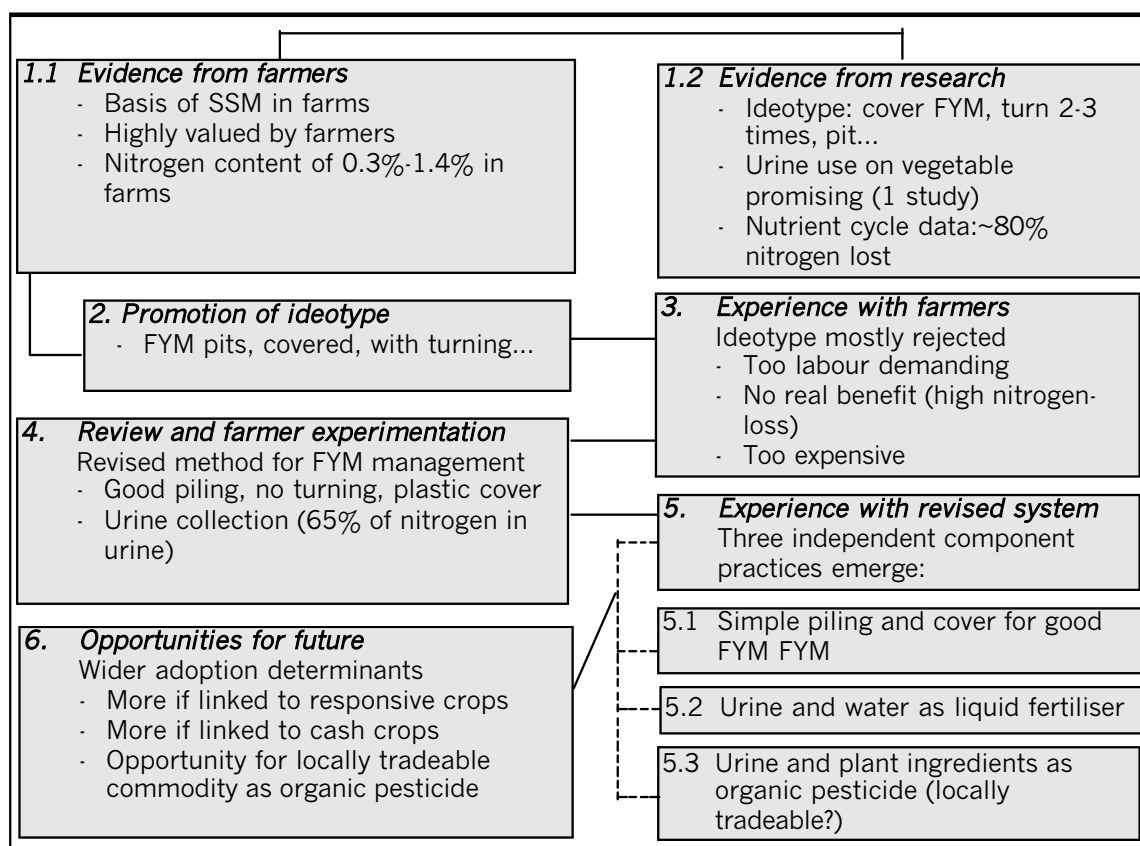 1.1 Evidence from farmers
- Basis of SSM in farms
- Highly valued by farmers
- Nitrogen content of 0.3%-1.4% in
farms
1.2 Evidence from research
- Ideotype: cover FYM, turn 2-3
times, pit...
- Urine use on vegetable
promising (1 study)
- Nutrient cycle data:~80%
nitrogen lost
2. Promotion of ideotype
- FYM pits, covered, with turning...
3. Experience with farmers
Ideotype mostly rejected
- Too labour demanding
- No real benefit (high nitrogen-
loss)
- Too expensive
4. Review and farmer experimentation
Revised method for FYM management
- Good piling, no turning, plastic cover
- Urine collection (65% of nitrogen in
urine)
5. Experience with revised system
Three independent component
practices emerge:
5.1 Simple piling and cover for good
FYM FYM
5.2 Urine and water as liquid fertiliser
5.3 Urine and plant ingredients as
organic pesticide (locally
tradeable?)
6. Opportunities for future
Wider adoption determinants
- More if linked to responsive crops
- More if linked to cash crops
- Opportunity for locally tradeable
commodity as organic pesticide